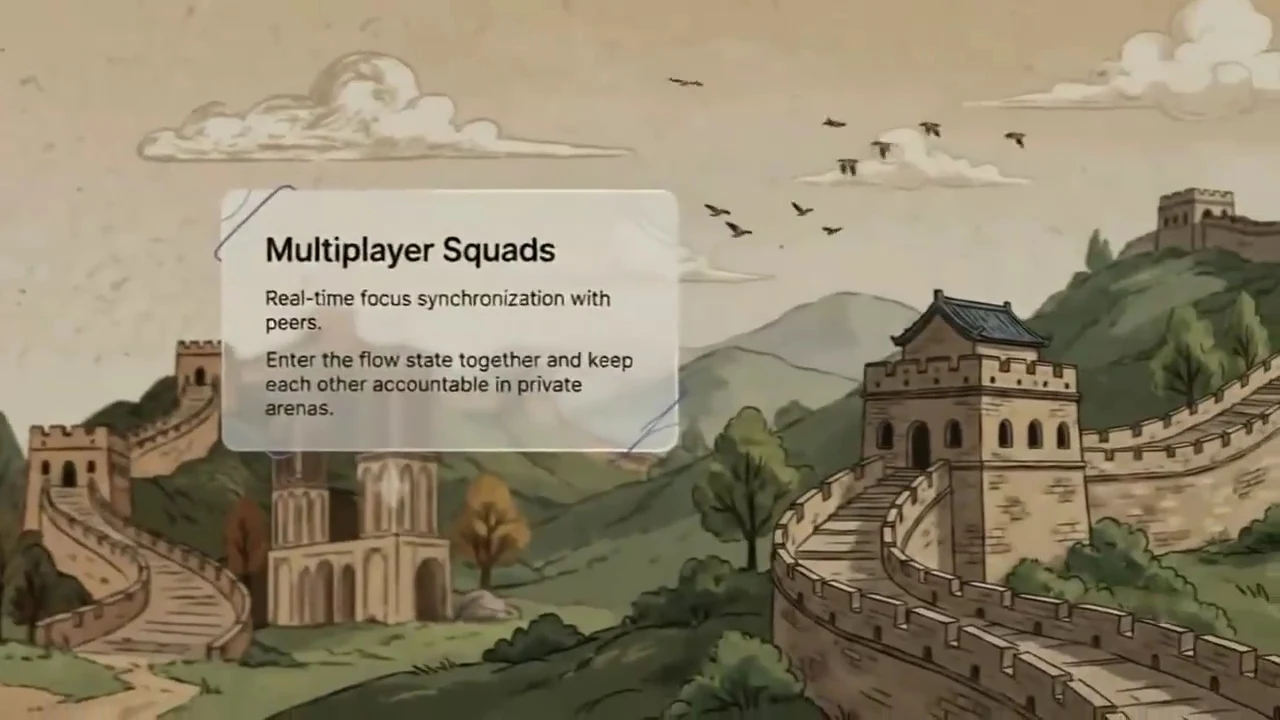 Multiplayer Squads
Real-time focus synchronization with
peers.
Enter the flow state together and keep
each other accountable in private
arenas.